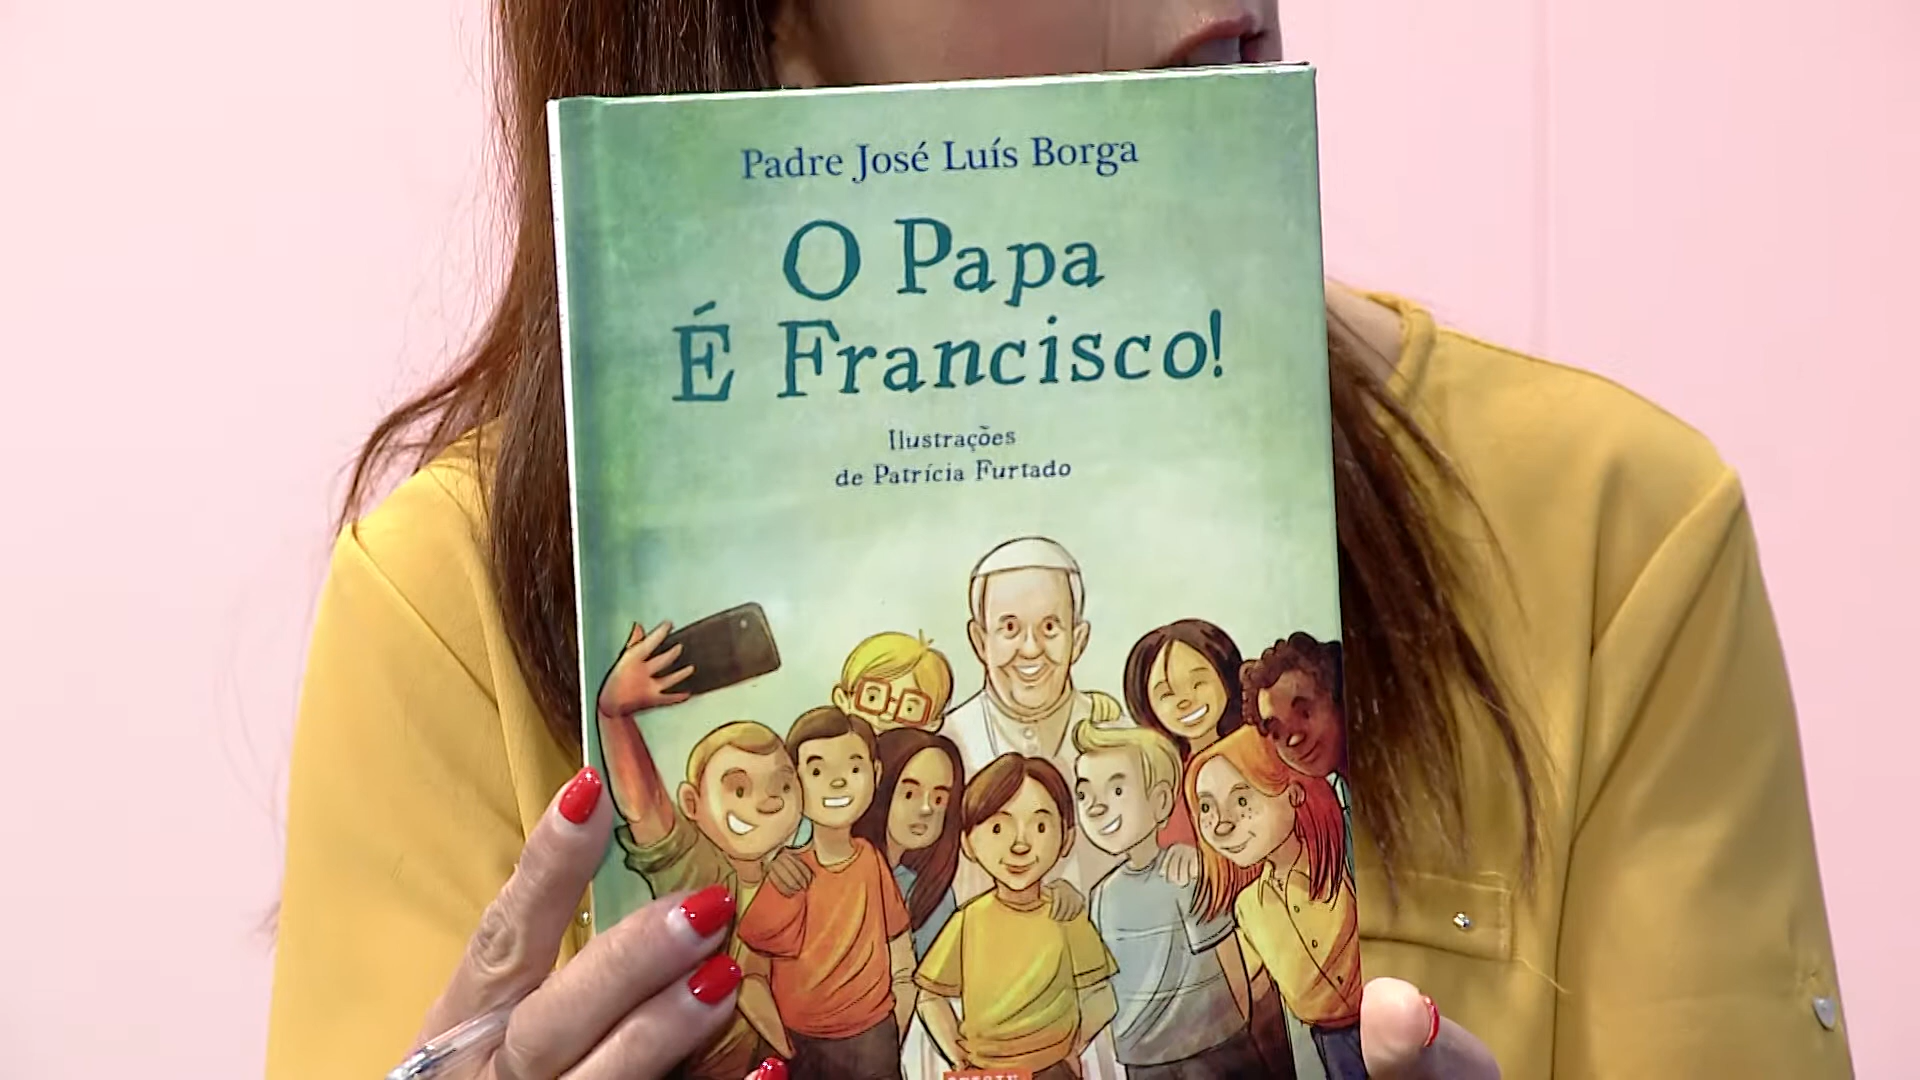 Padre José Luís Borga
O Papa
É Francisco!
Ilustrações
de Patrícia Furtado